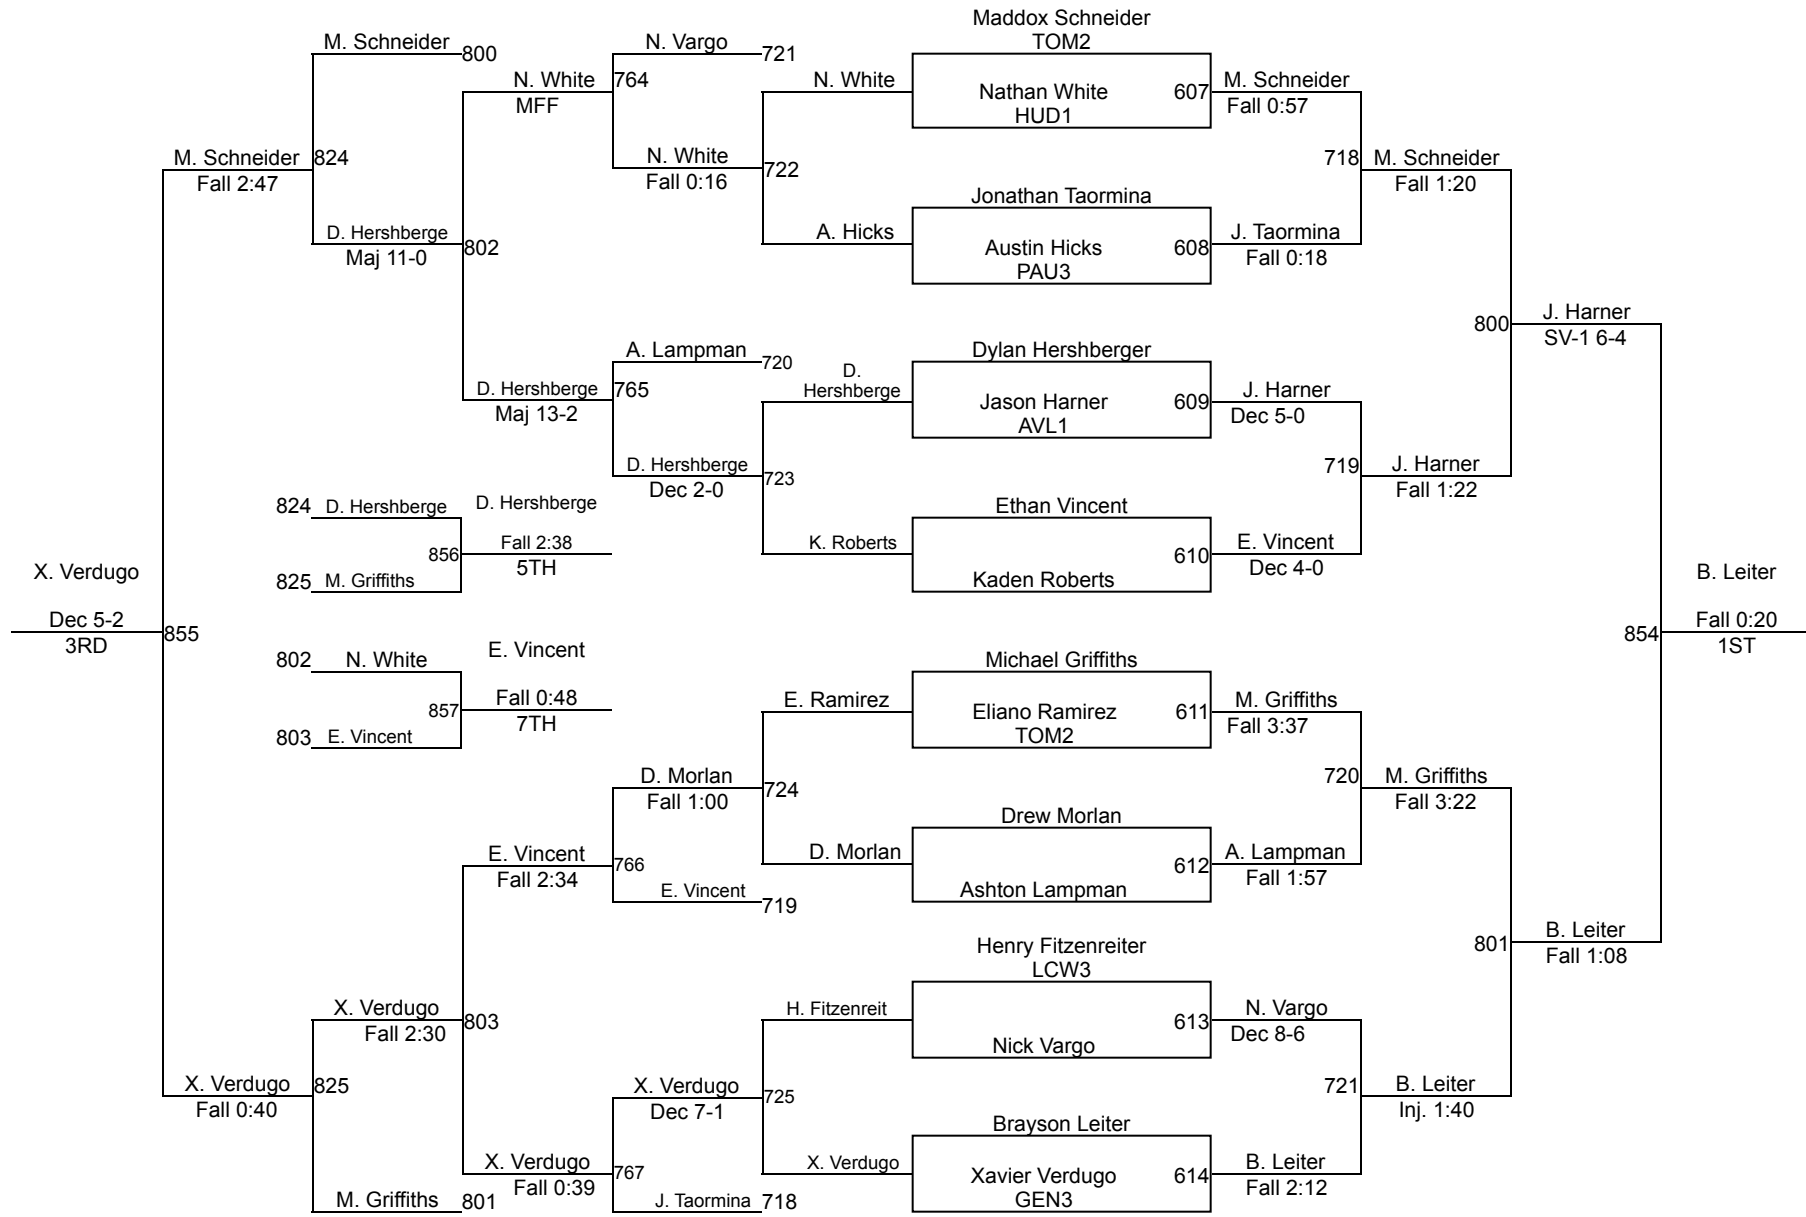 Maddox Schneider
TOM2
M. Schneider
800
N. Vargo
721
N. White
764
MFF
N. White
Nathan White
607
HUD1
M. Schneider
Fall 0:57
M. Schneider
824
Fall 2:47
N. White
722
Fall 0:16
718
M. Schneider
Fall 1:20
Jonathan Taormina
D. Hershberge
802
Maj 11-0
A. Hicks
Austin Hicks
608
PAU3
J. Taormina
Fall 0:18
800
J. Harner
SV-1 6-4
A. Lampman
720
Dylan Hershberger
D. Hershberge
765
Maj 13-2
D.
Hershberge
Jason Harner
609
AVL1
J. Harner
Dec 5-0
D. Hershberge
723
Dec 2-0
719
J. Harner
Fall 1:22
824
D. Hershberge
D. Hershberge
Ethan Vincent
856
Fall 2:38
5TH
K. Roberts
610
E. Vincent
Dec 4-0
825
M. Griffiths
Kaden Roberts
X. Verdugo
Dec 5-2
855
3RD
B. Leiter
854
Fall 0:20
1ST
802
N. White
E. Vincent
Michael Griffiths
857
Fall 0:48
7TH
E. Ramirez
Eliano Ramirez
611
TOM2
M. Griffiths
Fall 3:37
803
E. Vincent
D. Morlan
724
Fall 1:00
720
M. Griffiths
Fall 3:22
Drew Morlan
E. Vincent
766
Fall 2:34
D. Morlan
612
A. Lampman
Fall 1:57
E. Vincent
719
Ashton Lampman
801
B. Leiter
Fall 1:08
Henry Fitzenreiter
LCW3
X. Verdugo
803
Fall 2:30
H. Fitzenreit
613
N. Vargo
Dec 8-6
Nick Vargo
X. Verdugo
825
Fall 0:40
X. Verdugo
725
Dec 7-1
721
B. Leiter
Inj. 1:40
Brayson Leiter
X. Verdugo
767
Fall 0:39
X. Verdugo
Xavier Verdugo
614
GEN3
B. Leiter
Fall 2:12
M. Griffiths
801
J. Taormina
718